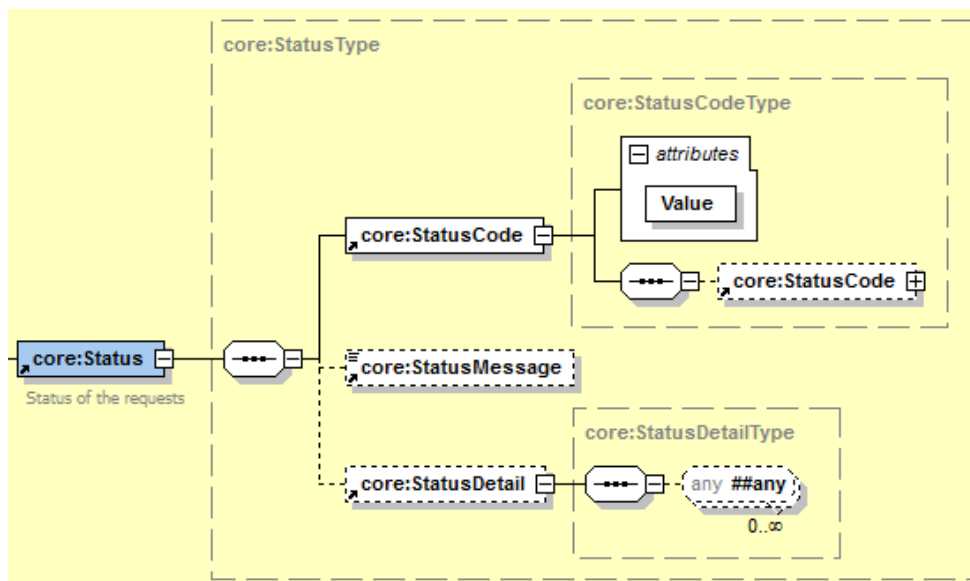 core:StatusType
core:StatusCodeType
attributes
Value
core:StatusCode
core:StatusCode
core:Status
Status of the requests
core:StatusMessage
core:StatusDetailType
core:StatusDetail
any ##any
0..∞